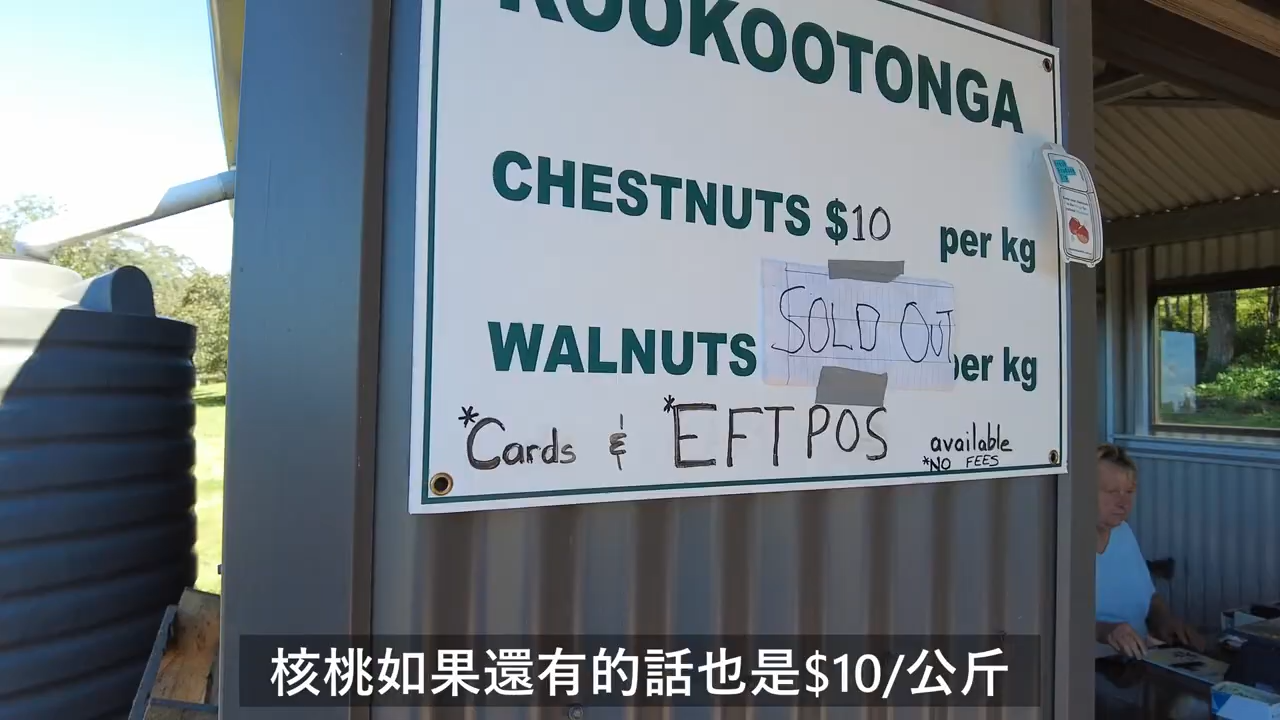 KOOKOOTONGA
CHESTNUTS $10 per kg
SOLD OUT
WALNUTS per kg
*Cards & *EFTPOS available
*NO FEES
核桃如果還有的話也是$10/公斤